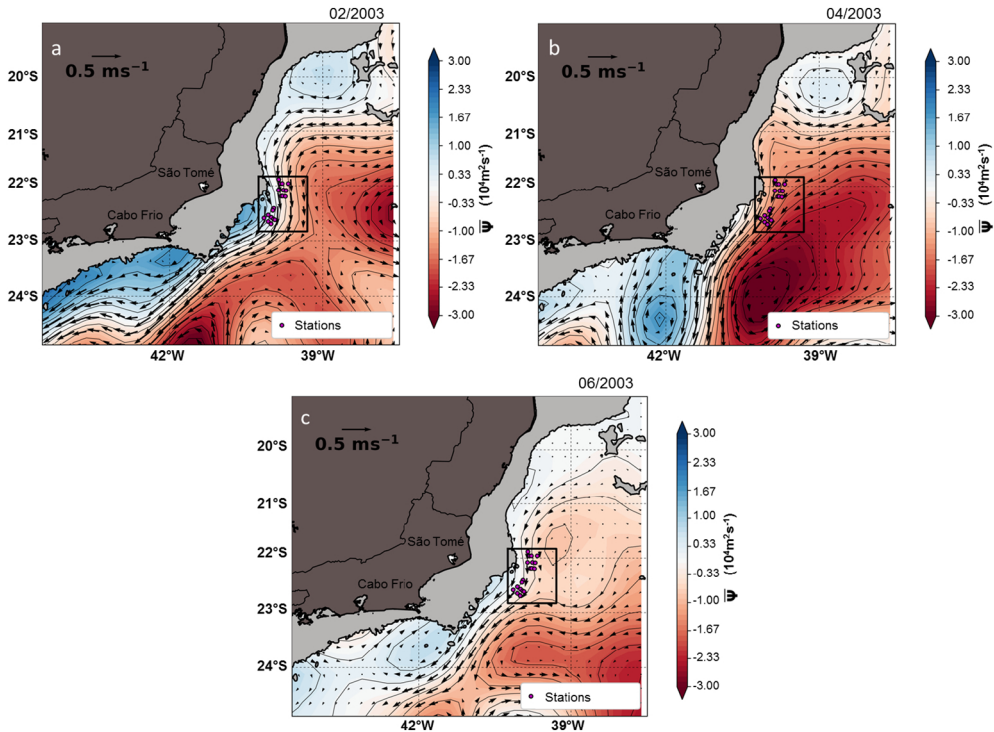 02/2003
a
0.5 ms⁻¹
20°S
21°S
22°S
23°S
24°S
São Tomé
Cabo Frio
Stations
42°W
39°W
3.00
2.33
1.67
1.00
0.33
-0.33
-1.00
-1.67
-2.33
-3.00
Ψ̅ (10⁴m²s⁻¹)
04/2003
b
0.5 ms⁻¹
20°S
21°S
22°S
23°S
24°S
São Tomé
Cabo Frio
Stations
42°W
39°W
3.00
2.33
1.67
1.00
0.33
-0.33
-1.00
-1.67
-2.33
-3.00
Ψ̅ (10⁴m²s⁻¹)
06/2003
c
0.5 ms⁻¹
20°S
21°S
22°S
23°S
24°S
São Tomé
Cabo Frio
Stations
42°W
39°W
3.00
2.33
1.67
1.00
0.33
-0.33
-1.00
-1.67
-2.33
-3.00
Ψ̅ (10⁴m²s⁻¹)